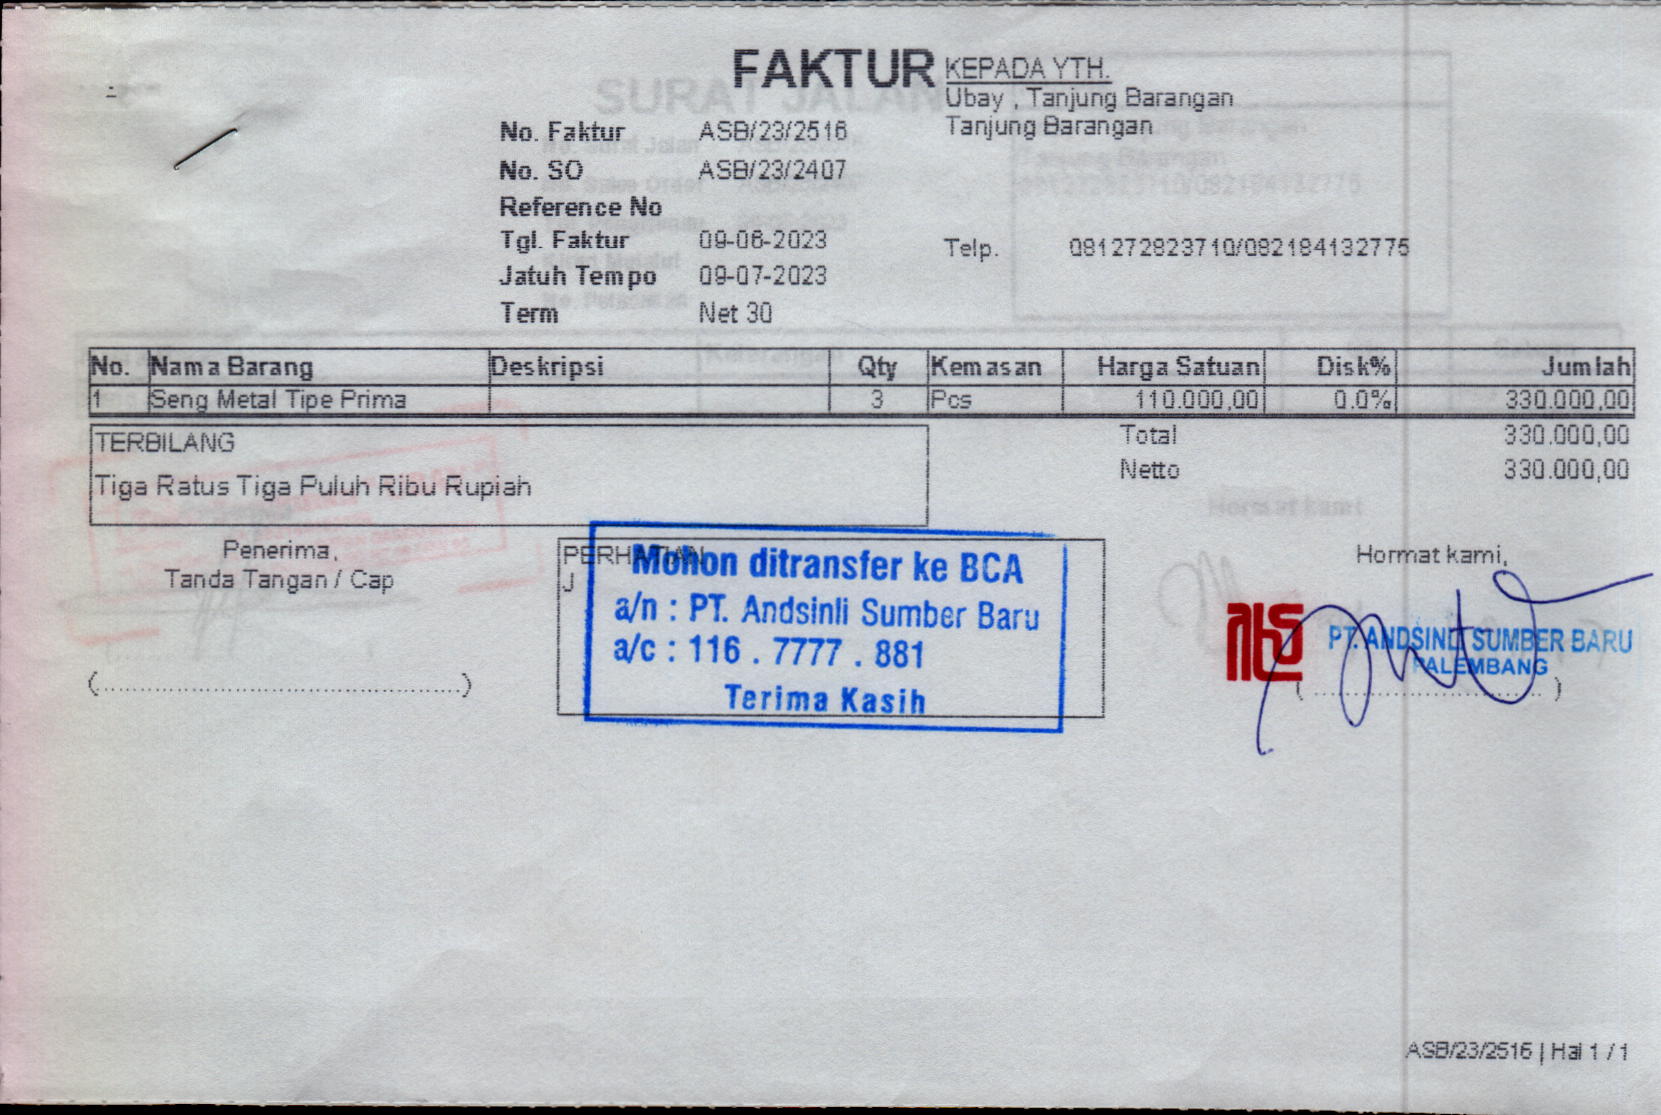 FAKTUR
KEPADA YTH.
Ubay , Tanjung Barangan
Tanjung Barangan
No. Faktur ASB/23/2516
No. SO ASB/23/2407
Reference No
Tgl. Faktur 09-06-2023
Telp. 081272823710/082184132775
Jatuh Tempo 09-07-2023
Term Net 30
No. Nama Barang Deskripsi Qty Kemasan Harga Satuan Disk% Jumlah
1 Seng Metal Tipe Prima 3 Pcs 110.000,00 0.0% 330.000,00
TERBILANG
Tiga Ratus Tiga Puluh Ribu Rupiah
Total 330.000,00
Netto 330.000,00
Penerima,
Tanda Tangan / Cap
(..........................................)
PERHATIAN
J
Mohon ditransfer ke BCA
a/n : PT. Andsinli Sumber Baru
a/c : 116 . 7777 . 881
Terima Kasih
Hormat kami,
PT. ANDSINLI SUMBER BARU
PALEMBANG
(..........................)
ASB/23/2516 | Hal 1 / 1